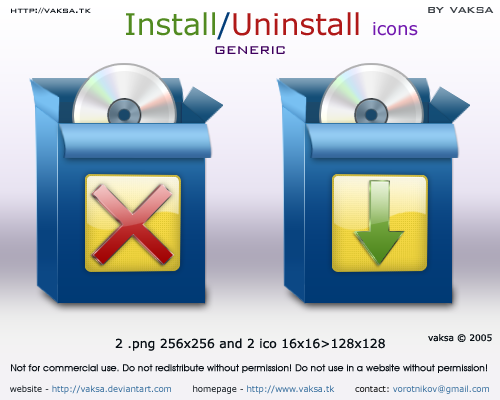 HTTP://VAKSA.TK
BY VAKSA
Install/Uninstall icons
GENERIC
2 .png 256x256 and 2 ico 16x16>128x128
vaksa © 2005
Not for commercial use. Do not redistribute without permission! Do not use in a website without permission!
website - http://vaksa.deviantart.com homepage - http://www.vaksa.tk contact: vorotnikov@gmail.com